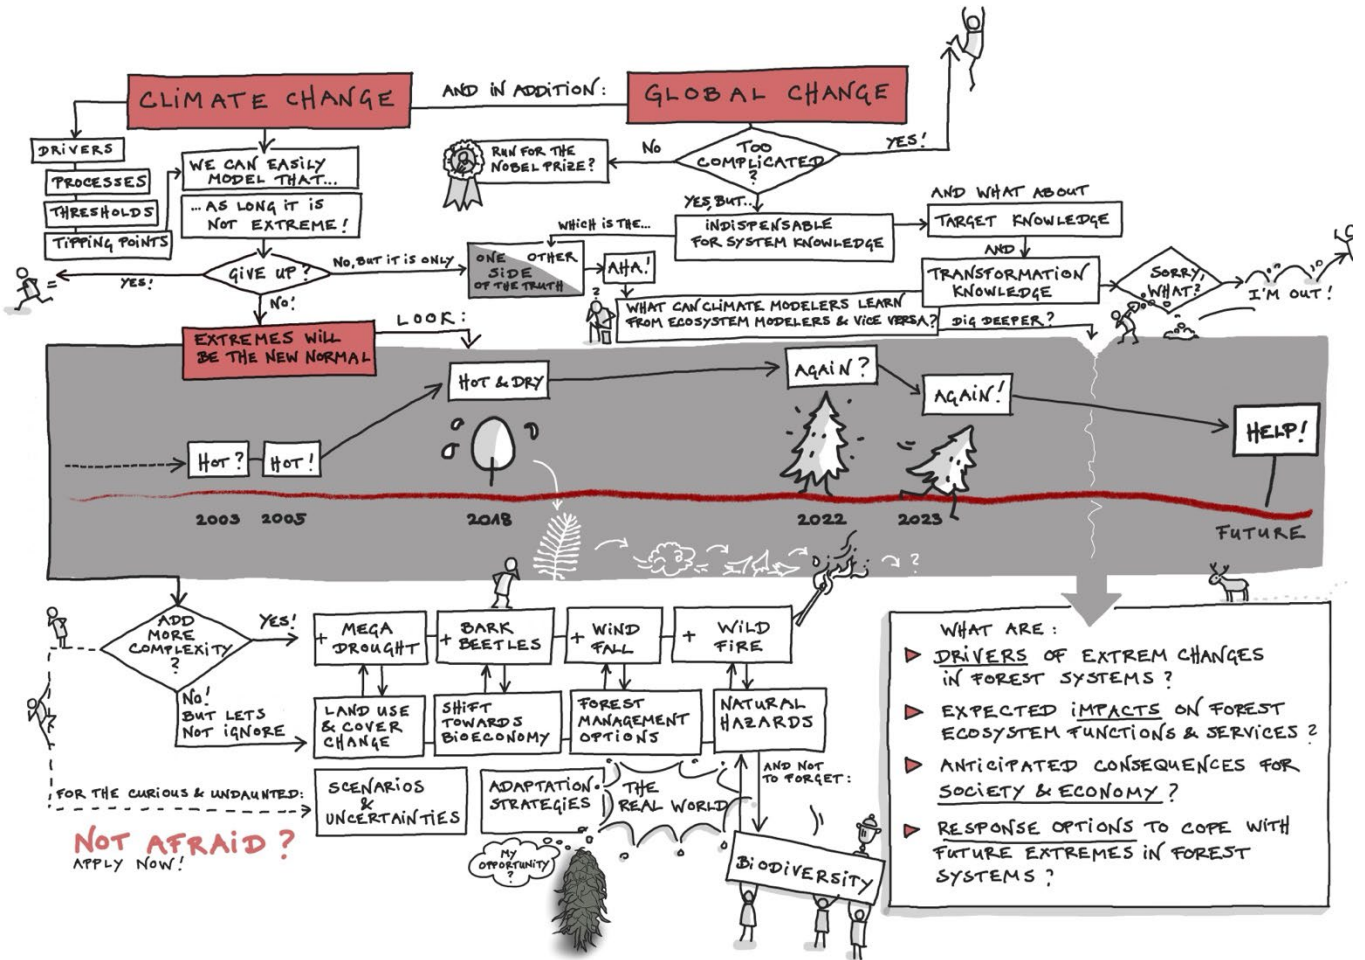 CLIMATE CHANGE
AND IN ADDITION:
GLOBAL CHANGE
DRIVERS
PROCESSES
THRESHOLDS
TIPPING POINTS
WE CAN EASILY
MODEL THAT...
...AS LONG IT IS
NOT EXTREME!
GIVE UP?
YES!
NO!
NO, BUT IT IS ONLY
RUN FOR THE
NOBEL PRIZE?
NO
TOO
COMPLICATED
?
YES!
YES, BUT...
INDISPENSABLE
FOR SYSTEM KNOWLEDGE
WHICH IS THE...
ONE OTHER
SIDE
OF THE TRUTH
AHA!
AND WHAT ABOUT
TARGET KNOWLEDGE
AND
TRANSFORMATION
KNOWLEDGE
SORRY,
WHAT?
I'M OUT!
?
WHAT CAN CLIMATE MODELERS LEARN
FROM ECOSYSTEM MODELERS & VICE VERSA?
DIG DEEPER?
EXTREMES WILL
BE THE NEW NORMAL
LOOK:
HOT?
HOT!
HOT & DRY
AGAIN?
AGAIN!
HELP!
2003
2005
2018
2022
2023
FUTURE
?
ADD
MORE
COMPLEXITY
?
YES!
NO!
BUT LETS
NOT IGNORE
+ MEGA
DROUGHT
+ BARK
BEETLES
+ WIND
FALL
+ WILD
FIRE
LAND USE
& COVER
CHANGE
SHIFT
TOWARDS
BIOECONOMY
FOREST
MANAGEMENT
OPTIONS
NATURAL
HAZARDS
FOR THE CURIOUS & UNDAUNTED:
SCENARIOS
&
UNCERTAINTIES
ADAPTATION
STRATEGIES
THE
REAL WORLD
AND NOT
TO FORGET:
BIODIVERSITY
MY
OPPORTUNITY
?
NOT AFRAID?
APPLY NOW!
WHAT ARE:
DRIVERS OF EXTREM CHANGES
IN FOREST SYSTEMS?
EXPECTED IMPACTS ON FOREST
ECOSYSTEM FUNCTIONS & SERVICES?
ANTICIPATED CONSEQUENCES FOR
SOCIETY & ECONOMY?
RESPONSE OPTIONS TO COPE WITH
FUTURE EXTREMES IN FOREST
SYSTEMS?